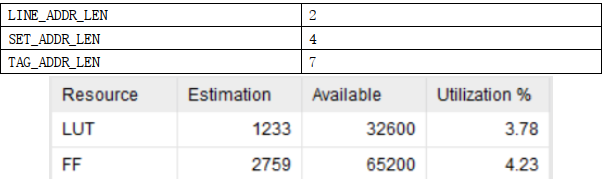 LINE_ADDR_LEN 2
SET_ADDR_LEN 4
TAG_ADDR_LEN 7
Resource Estimation Available Utilization %
LUT 1233 32600 3.78
FF 2759 65200 4.23